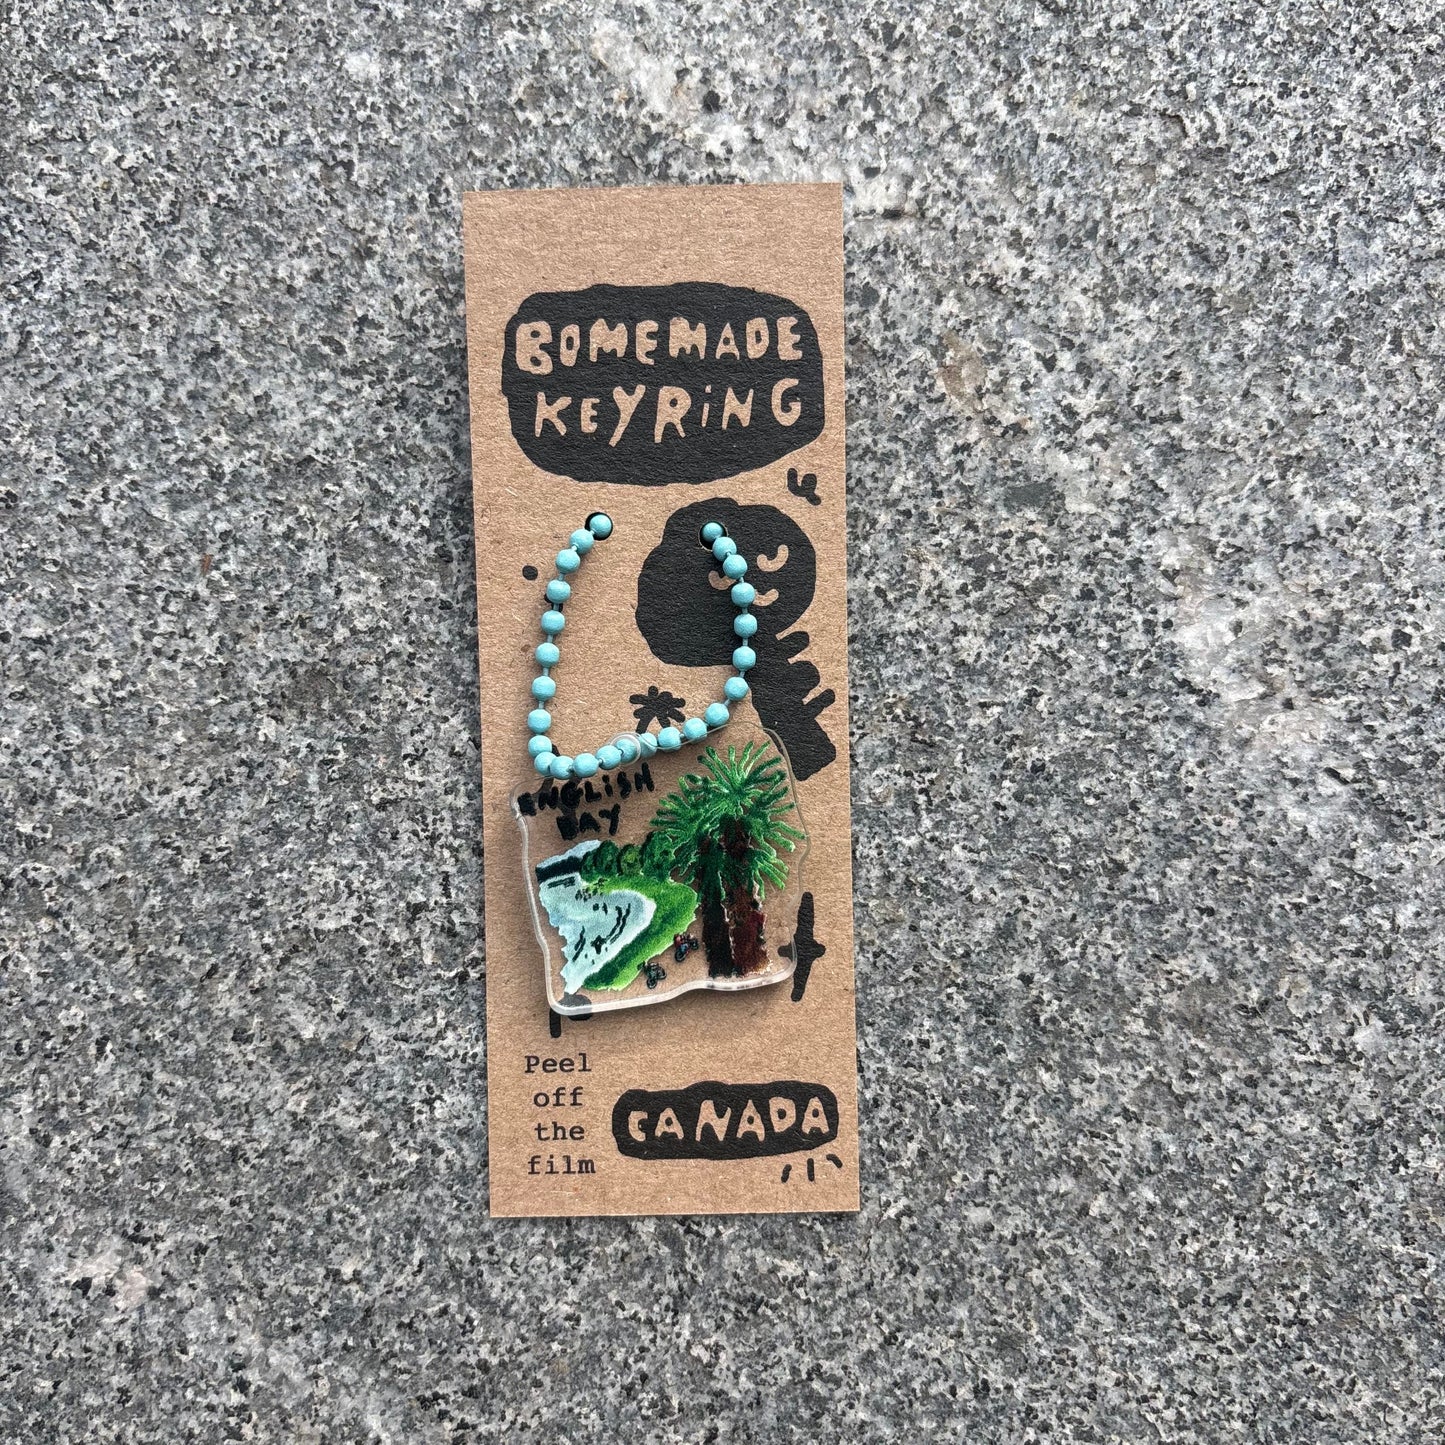 BOMEMADE
KEYRiNG
ENGLISH
BAY
Peel
off
the
film
CANADA